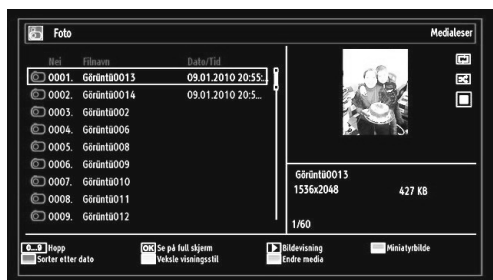 Foto Medialeser
Nei Filnavn Dato/Tid
0001. Görüntü0013 09.01.2010 20:55:..
0002. Görüntü0014 09.01.2010 20:5...
0003. Görüntü002
0004. Görüntü006
0005. Görüntü008
0006. Görüntü009
0007. Görüntü010
0008. Görüntü011
0009. Görüntü012
Görüntü0013
1536x2048 427 KB
1/60
0...9 Hopp OK Se på full skjerm Bildevisning Miniatyrbilde
Sorter etter dato Veksle visningsstil Endre media